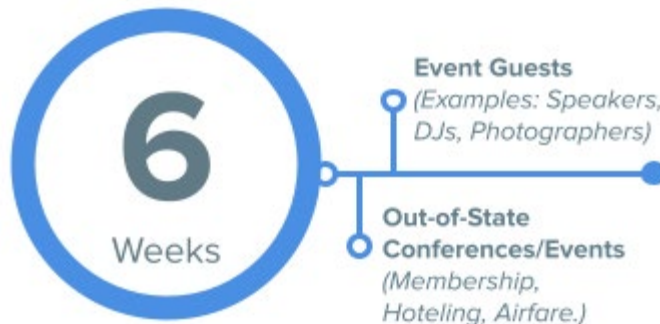 6
Weeks
Event Guests
(Examples: Speakers,
DJs, Photographers)
Out-of-State
Conferences/Events
(Membership,
Hoteling, Airfare.)